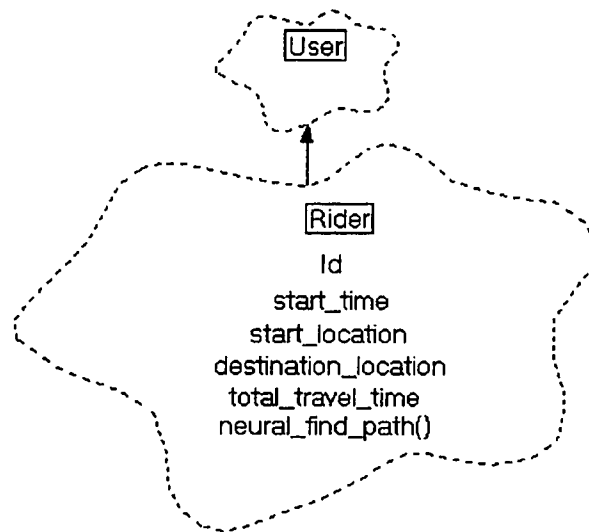 User
Rider
Id
start_time
start_location
destination_location
total_travel_time
neural_find_path()